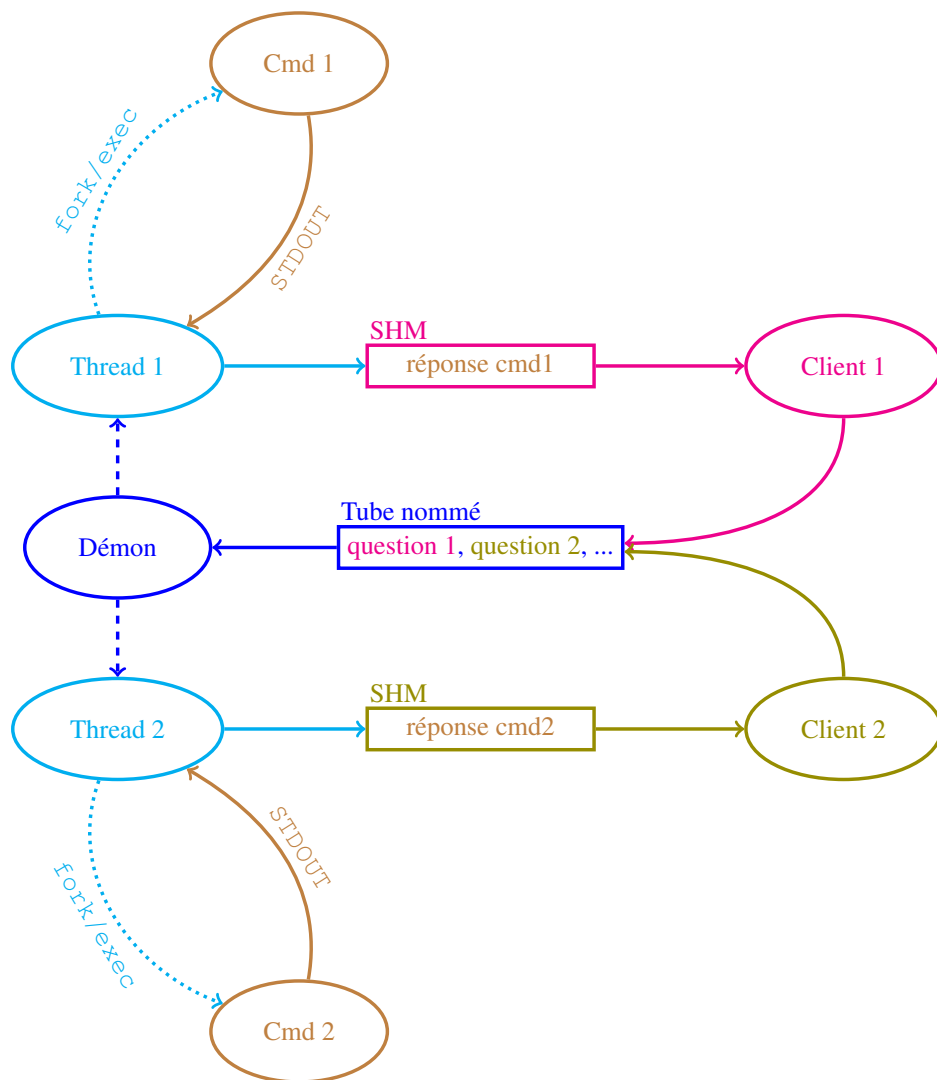 Cmd 1
fork/exec
STDOUT
SHM
Thread 1
réponse cmd1
Client 1
Tube nommé
Démon
question 1, question 2, ...
SHM
Thread 2
réponse cmd2
Client 2
STDOUT
fork/exec
Cmd 2